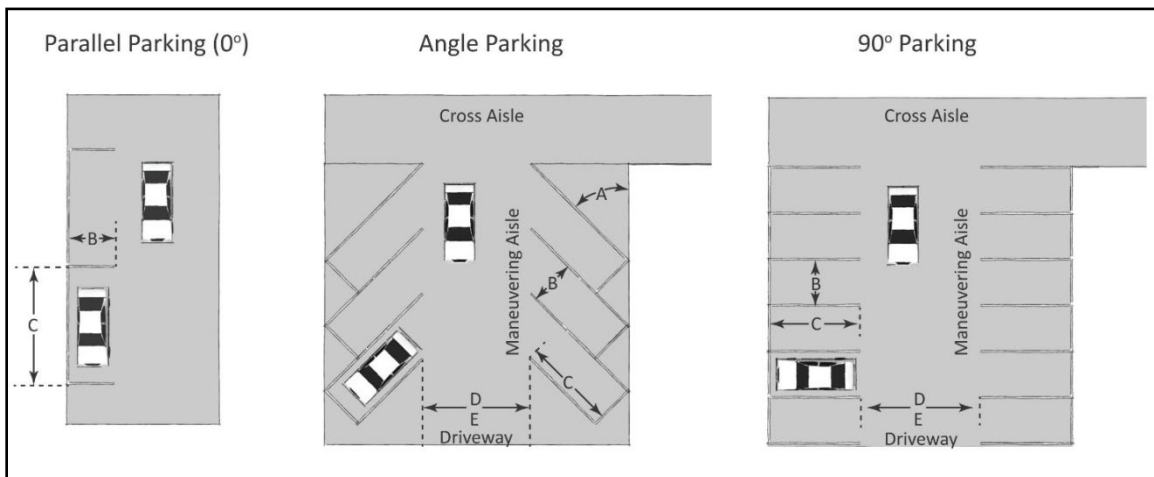 Parallel Parking (0°)
Angle Parking
90° Parking
B
C
Cross Aisle
A
Maneuvering Aisle
B
C
D
E
Driveway
Cross Aisle
Maneuvering Aisle
B
C
D
E
Driveway